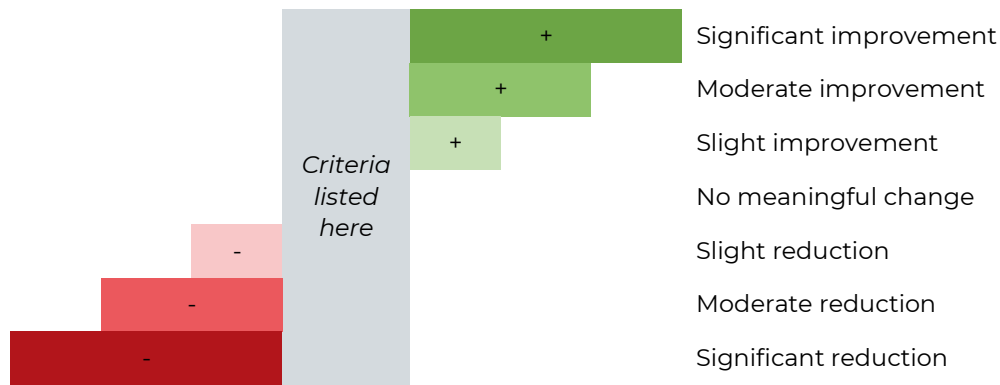 + Significant improvement
+ Moderate improvement
+ Slight improvement
Criteria
listed
here
No meaningful change
- Slight reduction
- Moderate reduction
- Significant reduction